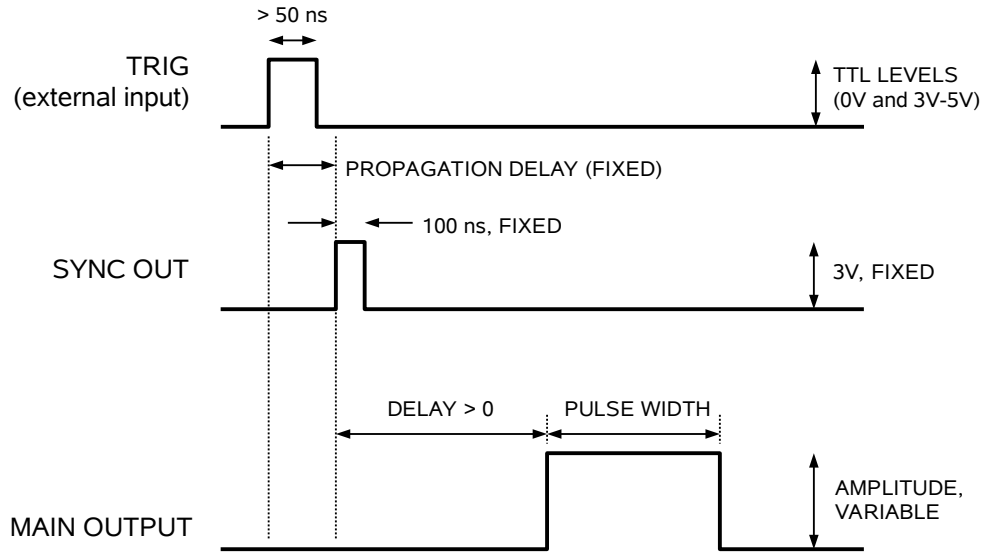 > 50 ns
TRIG
(external input)
TTL LEVELS
(0V and 3V-5V)
PROPAGATION DELAY (FIXED)
100 ns, FIXED
SYNC OUT
3V, FIXED
DELAY > 0
PULSE WIDTH
AMPLITUDE,
VARIABLE
MAIN OUTPUT